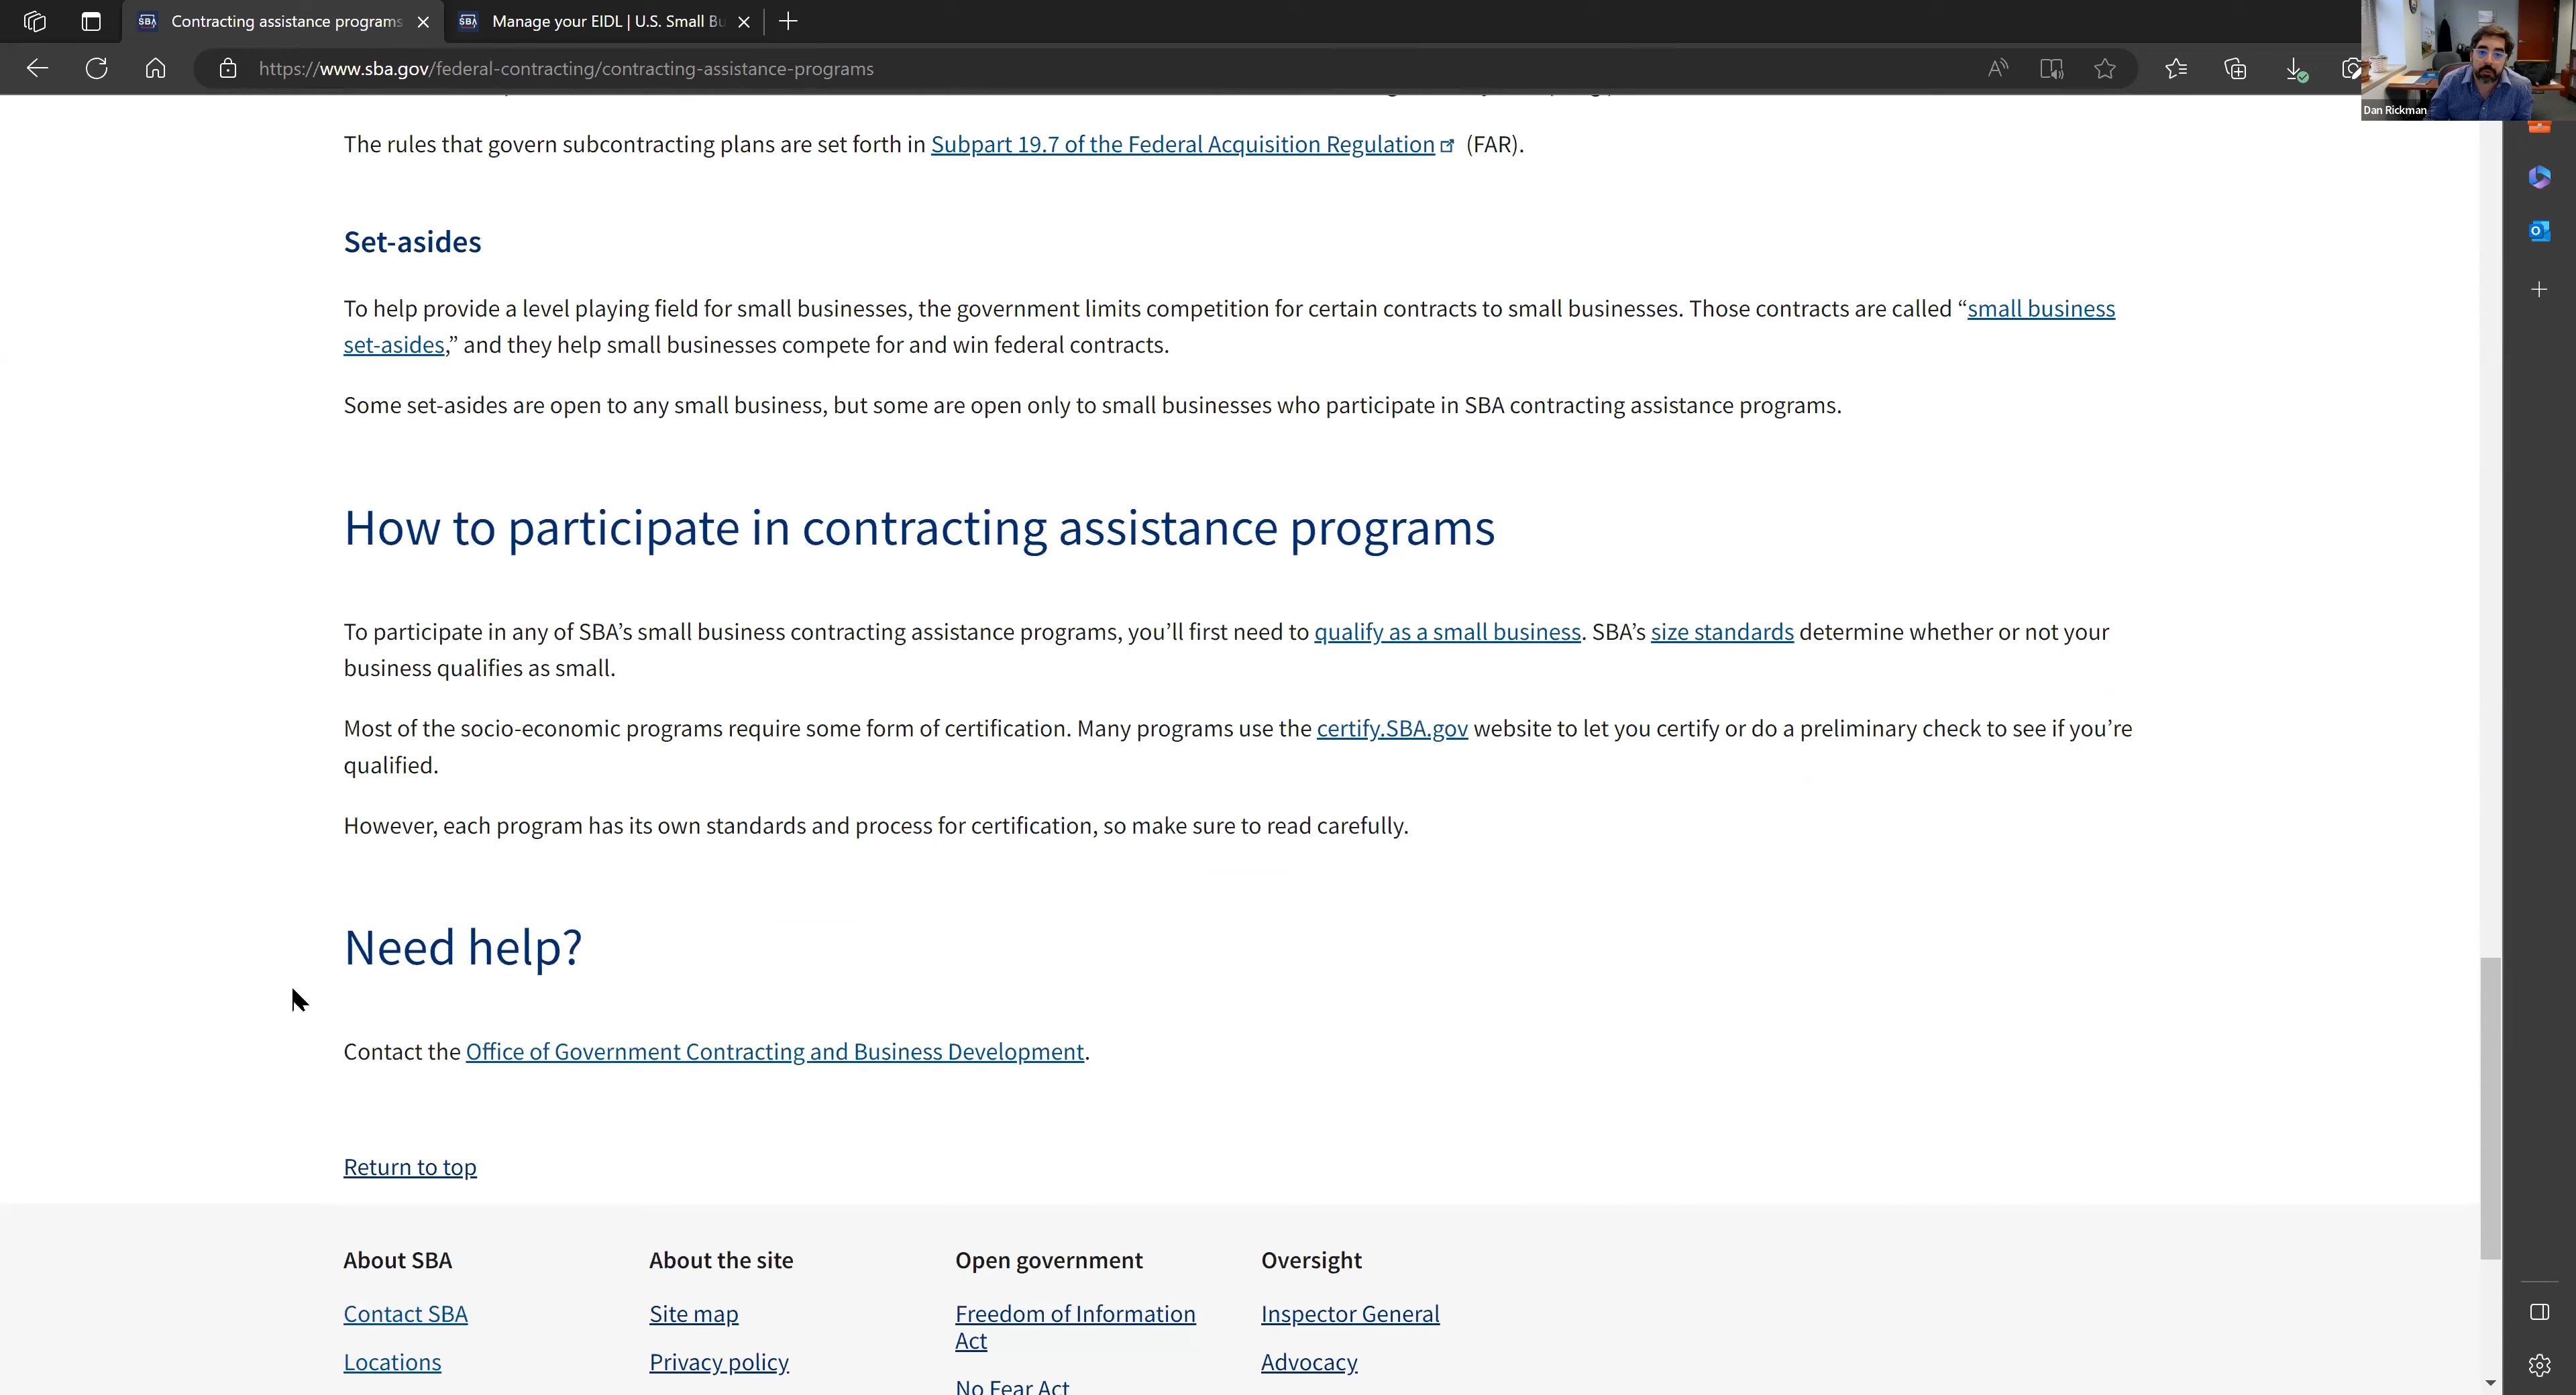 Contracting assistance programs
Manage your EIDL | U.S. Small Bu
https://www.sba.gov/federal-contracting/contracting-assistance-programs
Dan Rickman
The rules that govern subcontracting plans are set forth in Subpart 19.7 of the Federal Acquisition Regulation (FAR).
Set-asides
To help provide a level playing field for small businesses, the government limits competition for certain contracts to small businesses. Those contracts are called “small business
set-asides,” and they help small businesses compete for and win federal contracts.
Some set-asides are open to any small business, but some are open only to small businesses who participate in SBA contracting assistance programs.
How to participate in contracting assistance programs
To participate in any of SBA’s small business contracting assistance programs, you’ll first need to qualify as a small business. SBA’s size standards determine whether or not your
business qualifies as small.
Most of the socio-economic programs require some form of certification. Many programs use the certify.SBA.gov website to let you certify or do a preliminary check to see if you’re
qualified.
However, each program has its own standards and process for certification, so make sure to read carefully.
Need help?
Contact the Office of Government Contracting and Business Development.
Return to top
About SBA
About the site
Open government
Oversight
Contact SBA
Site map
Freedom of Information
Act
Inspector General
Locations
Privacy policy
Advocacy
No Fear Act